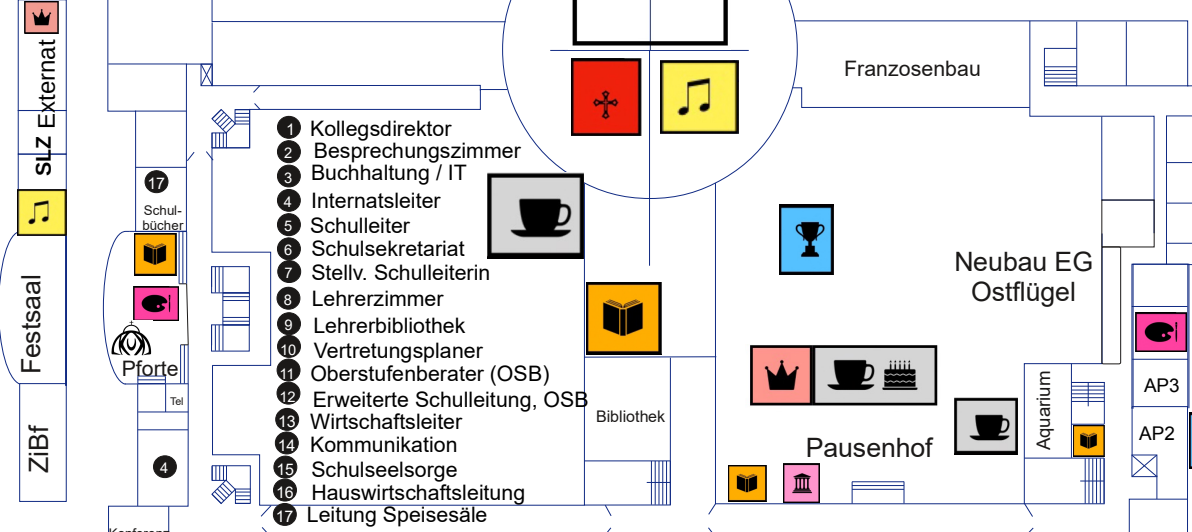 Externat
SLZ
Festsaal
ZiBf
17
Schul-
bücher
Pforte
Tel
4
1 Kollegsdirektor
2 Besprechungszimmer
3 Buchhaltung / IT
4 Internatsleiter
5 Schulleiter
6 Schulsekretariat
7 Stellv. Schulleiterin
8 Lehrerzimmer
9 Lehrerbibliothek
10 Vertretungsplaner
11 Oberstufenberater (OSB)
12 Erweiterte Schulleitung, OSB
13 Wirtschaftsleiter
14 Kommunikation
15 Schulseelsorge
16 Hauswirtschaftsleitung
17 Leitung Speisesäle
Bibliothek
Franzosenbau
Neubau EG
Ostflügel
Pausenhof
Aquarium
AP3
AP2